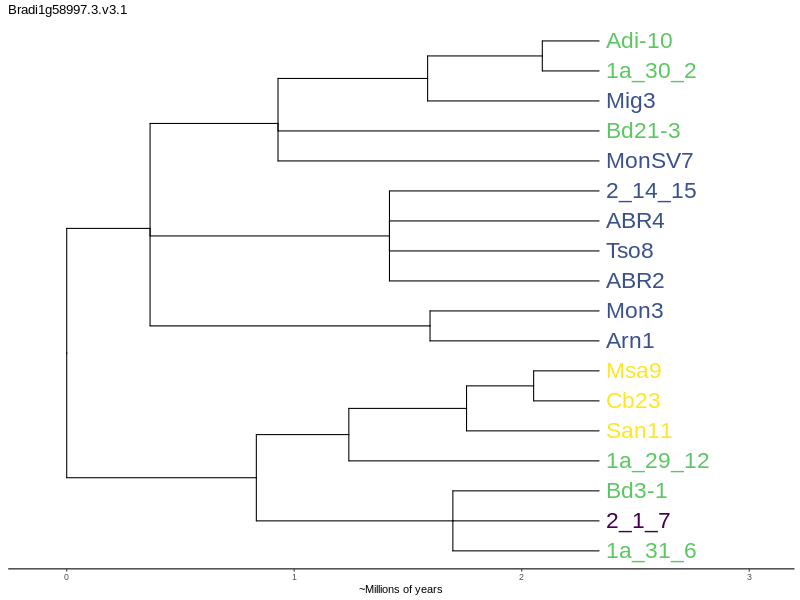 Bradi1g58997.3.v3.1
Adi-10
1a_30_2
Mig3
Bd21-3
MonSV7
2_14_15
ABR4
Tso8
ABR2
Mon3
Arn1
Msa9
Cb23
San11
1a_29_12
Bd3-1
2_1_7
1a_31_6
0 1 2 3
~Millions of years